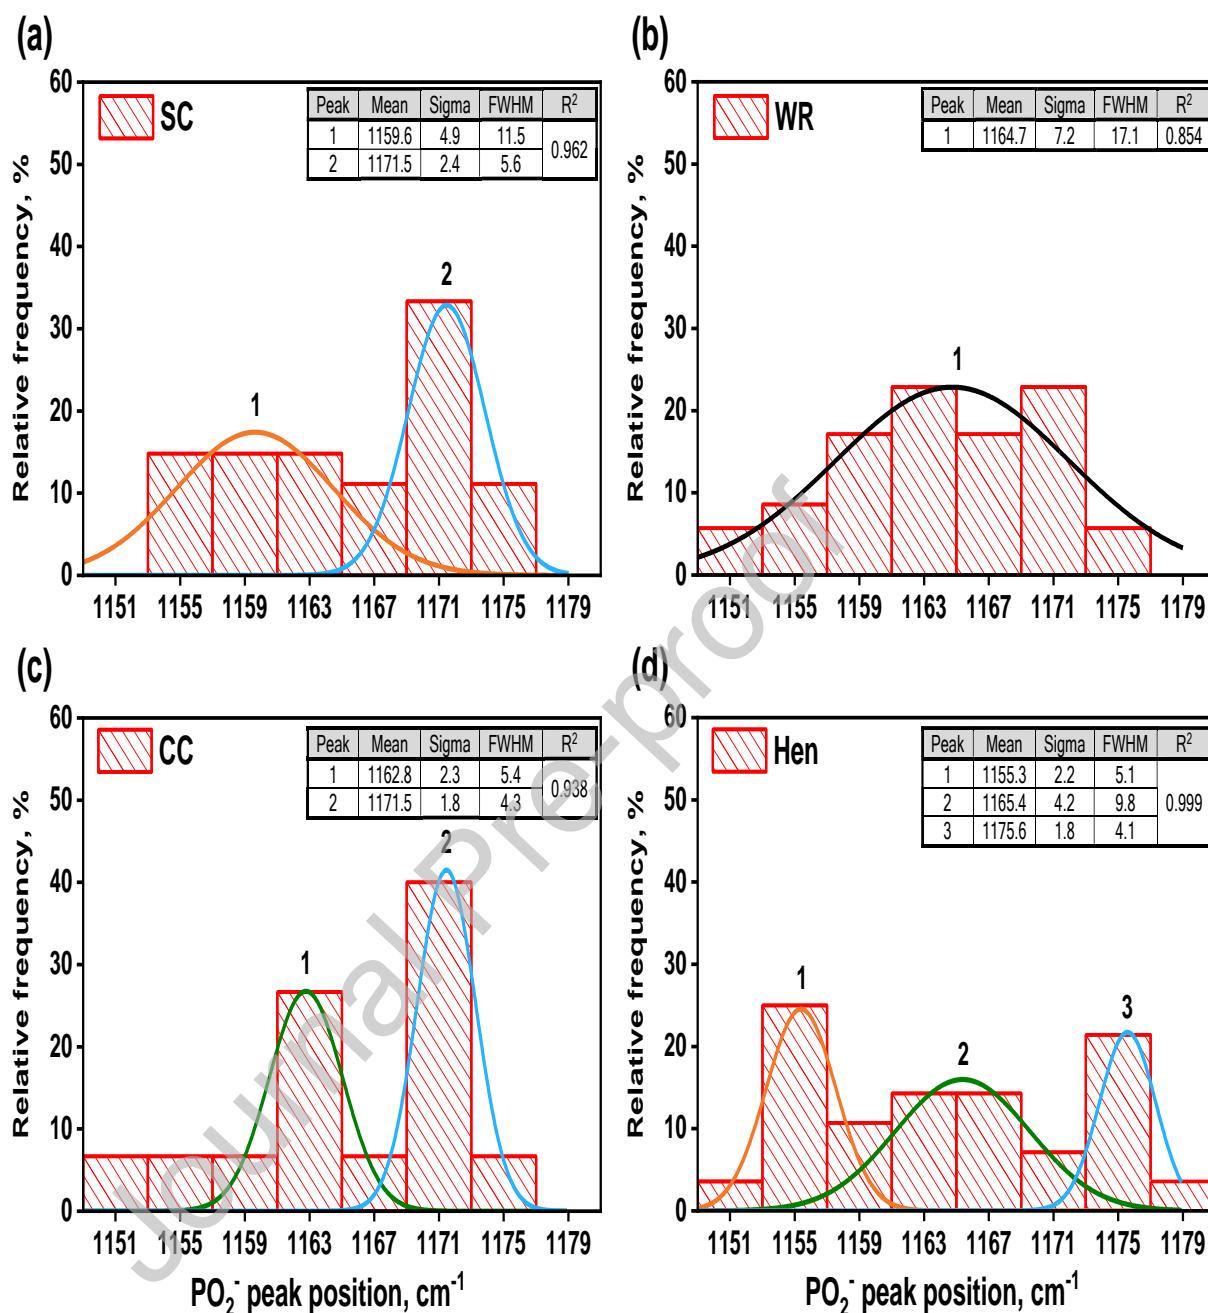 (a)
60
50
40
30
20
10
0
Relative frequency, %
SC
Peak Mean Sigma FWHM R²
1 1159.6 4.9 11.5 0.962
2 1171.5 2.4 5.6
1
2
1151 1155 1159 1163 1167 1171 1175 1179
(b)
60
50
40
30
20
10
0
Relative frequency, %
WR
Peak Mean Sigma FWHM R²
1 1164.7 7.2 17.1 0.854
1
1151 1155 1159 1163 1167 1171 1175 1179
(c)
60
50
40
30
20
10
0
Relative frequency, %
CC
Peak Mean Sigma FWHM R²
1 1162.8 2.3 5.4 0.938
2 1171.5 1.8 4.3
1
2
1151 1155 1159 1163 1167 1171 1175 1179
PO₂⁻ peak position, cm⁻¹
(d)
60
50
40
30
20
10
0
Relative frequency, %
Hen
Peak Mean Sigma FWHM R²
1 1155.3 2.2 5.1
2 1165.4 4.2 9.8 0.999
3 1175.6 1.8 4.1
1
2
3
1151 1155 1159 1163 1167 1171 1175 1179
PO₂⁻ peak position, cm⁻¹
Journal Pre-proof